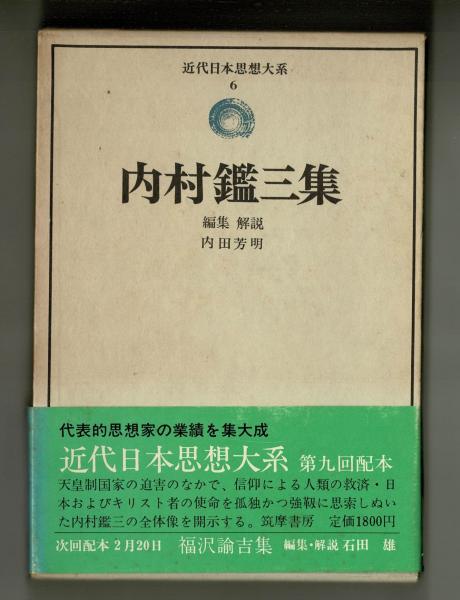 近代日本思想大系
6
内村鑑三集
編集 解説
内田芳明
代表的思想家の業績を集大成
近代日本思想大系 第九回配本
天皇制国家の迫害のなかで、信仰による人類の救済・日
本およびキリスト者の使命を孤独かつ強靱に思索しぬい
た内村鑑三の全体像を開示する。筑摩書房 定価1800円
次回配本 2月20日 福沢諭吉集 編集・解説 石田 雄